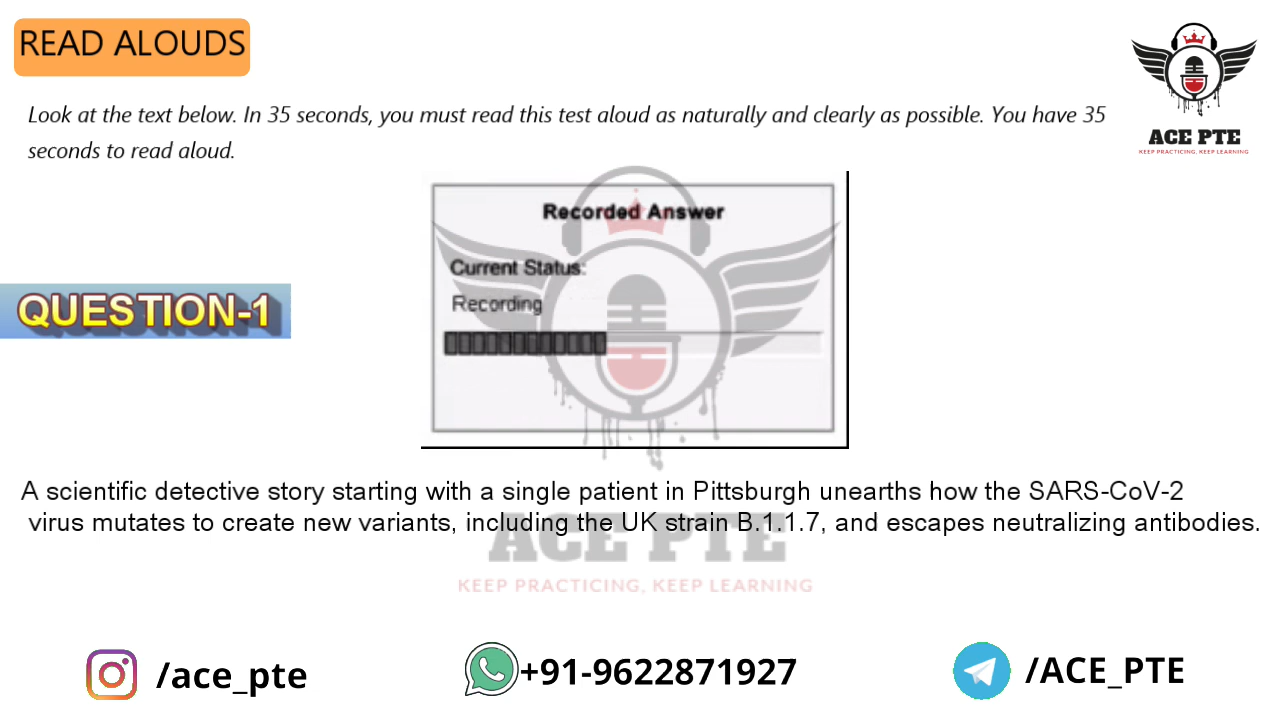 READ ALOUDS
Look at the text below. In 35 seconds, you must read this test aloud as naturally and clearly as possible. You have 35
seconds to read aloud.
ACE PTE
KEEP PRACTICING, KEEP LEARNING
Recorded Answer
Current Status:
Recording
QUESTION-1
A scientific detective story starting with a single patient in Pittsburgh unearths how the SARS-CoV-2
virus mutates to create new variants, including the UK strain B.1.1.7, and escapes neutralizing antibodies.
ACE PTE
KEEP PRACTICING, KEEP LEARNING
/ace_pte
+91-9622871927
/ACE_PTE